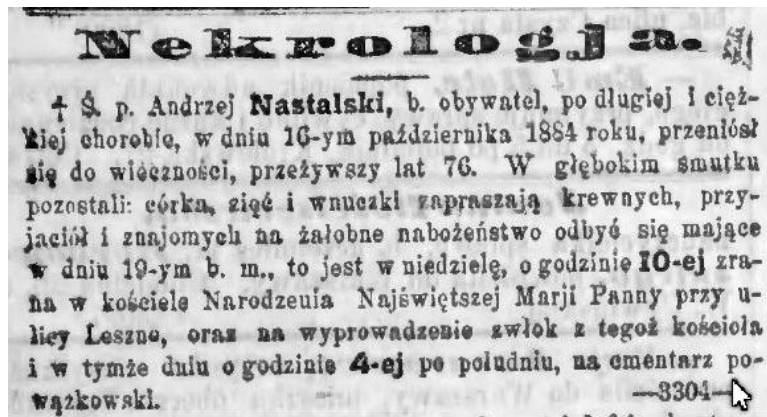 Nekrologja.
† Ś. p. Andrzej Nastalski, b. obywatel, po długiej i cięż-
kiej chorobie, w dniu 16-ym października 1884 roku, przeniósł
się do wieczności, przeżywszy lat 76. W głębokim smutku
pozostali: córka, zięć i wnuczki zapraszają krewnych, przy-
jaciół i znajomych na żałobne nabożeństwo odbyć się mające
w dniu 19-ym b. m., to jest w niedzielę, o godzinie 10-ej zra-
na w kościele Narodzenia Najświętszej Marji Panny przy u-
licy Leszno, oraz na wyprowadzenie zwłok z tegoż kościoła
i w tymże dniu o godzinie 4-ej po południu, na cmentarz po-
wązkowski. —3304—